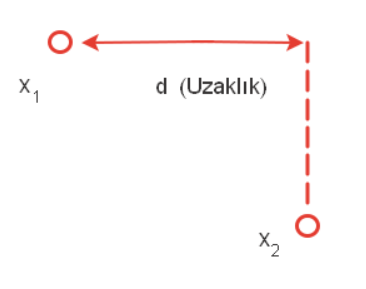 x₁
d (Uzaklık)
x₂